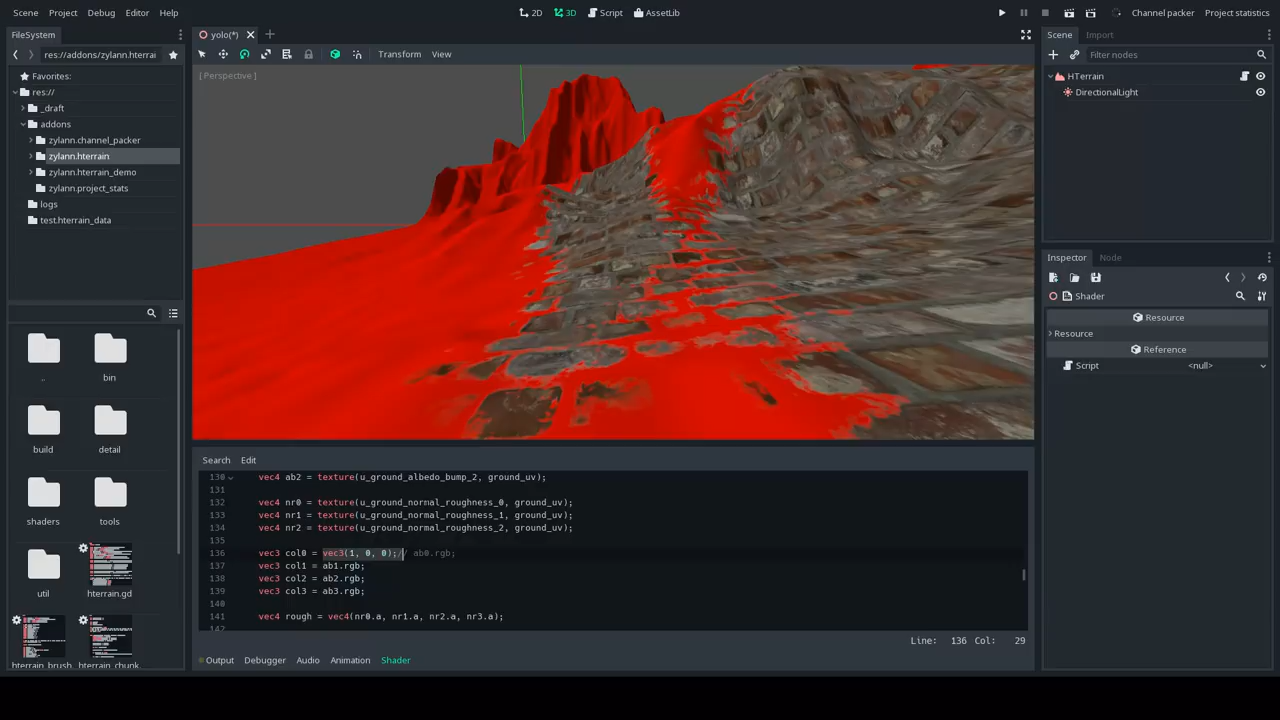 Scene Project Debug Editor Help
2D 3D Script AssetLib
Channel packer Project statistics
FileSystem
res://addons/zylann.hterrai
Favorites:
res://
_draft
addons
zylann.channel_packer
zylann.hterrain
zylann.hterrain_demo
zylann.project_stats
logs
test.hterrain_data
..
bin
build
detail
shaders
tools
util
hterrain.gd
hterrain_brush
hterrain_chunk
yolo(*)
Transform View
[ Perspective ]
Search Edit
130 vec4 ab2 = texture(u_ground_albedo_bump_2, ground_uv);
131
132 vec4 nr0 = texture(u_ground_normal_roughness_0, ground_uv);
133 vec4 nr1 = texture(u_ground_normal_roughness_1, ground_uv);
134 vec4 nr2 = texture(u_ground_normal_roughness_2, ground_uv);
135
136 vec3 col0 = vec3(1, 0, 0);// ab0.rgb;
137 vec3 col1 = ab1.rgb;
138 vec3 col2 = ab2.rgb;
139 vec3 col3 = ab3.rgb;
140
141 vec4 rough = vec4(nr0.a, nr1.a, nr2.a, nr3.a);
142
Line: 136 Col: 29
Output Debugger Audio Animation Shader
Scene Import
Filter nodes
HTerrain
DirectionalLight
Inspector Node
Shader
Resource
Resource
Reference
Script <null>